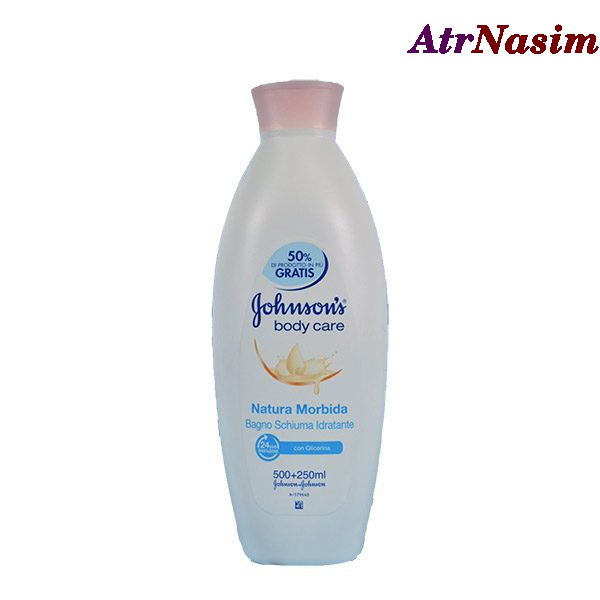 AtrNasim
50%
DI PRODOTTO IN PIÙ
GRATIS
Johnson's®
body care
Natura Morbida
Bagno Schiuma Idratante
24
con Glicerina
500+250ml
Johnson & Johnson